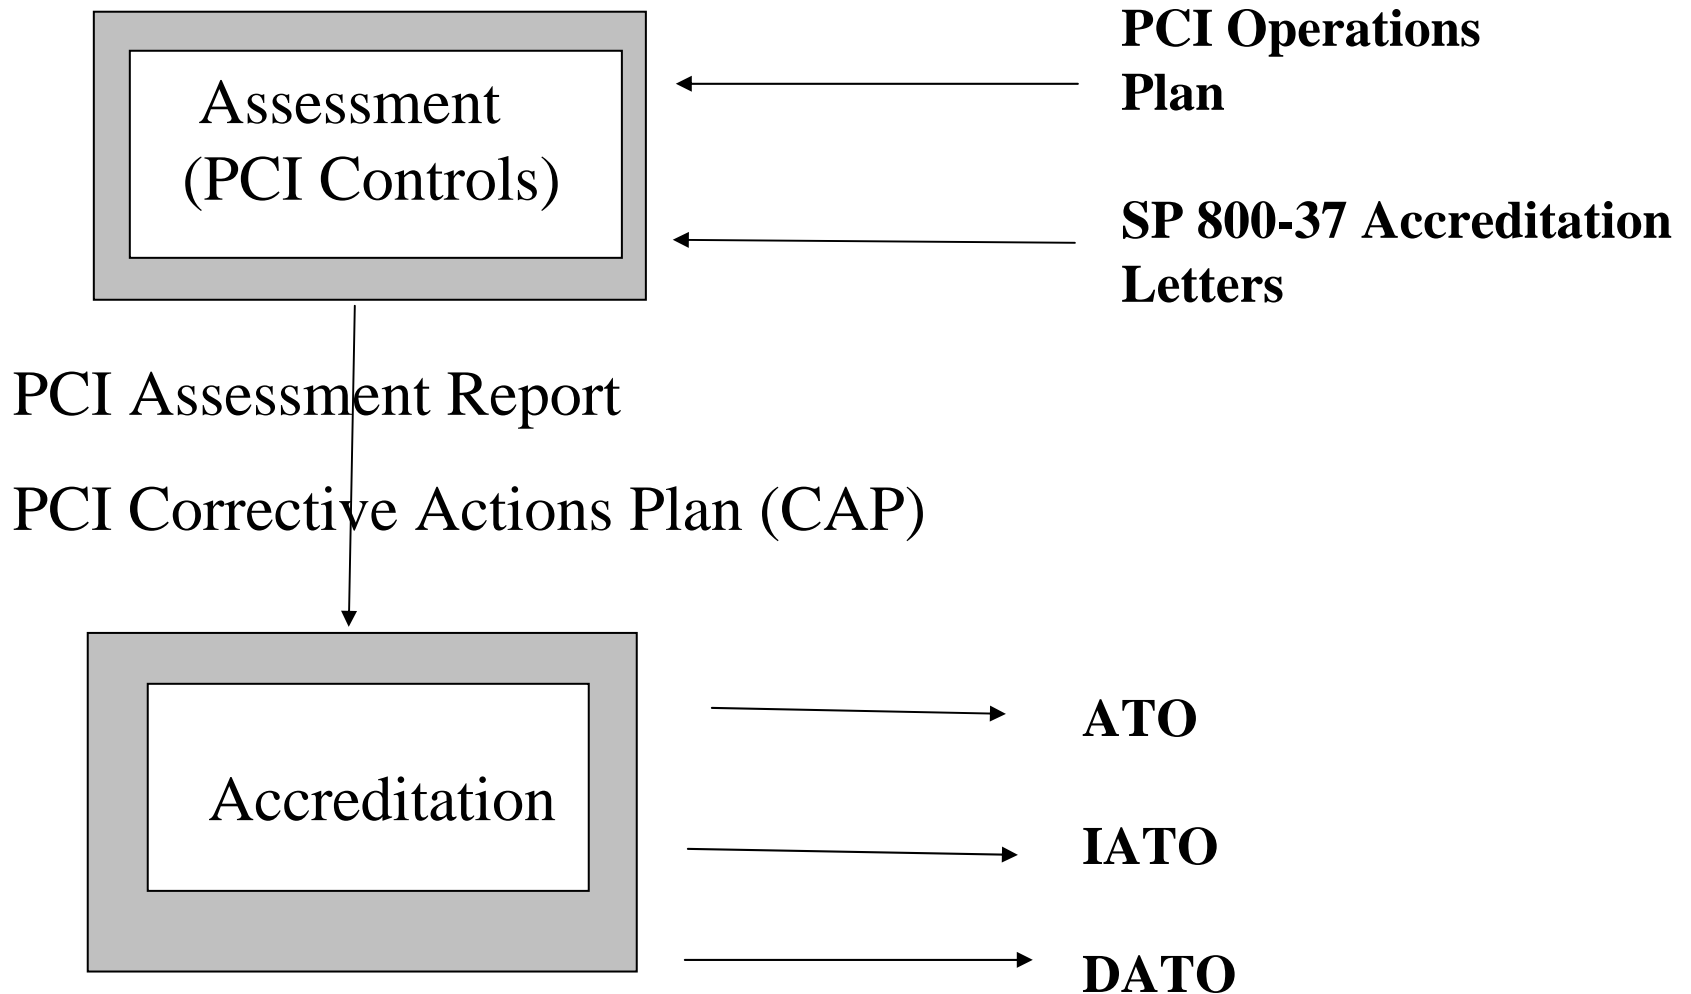 PCI Operations
Plan
Assessment
(PCI Controls)
SP 800-37 Accreditation
Letters
PCI Assessment Report
PCI Corrective Actions Plan (CAP)
Accreditation
ATO
IATO
DATO